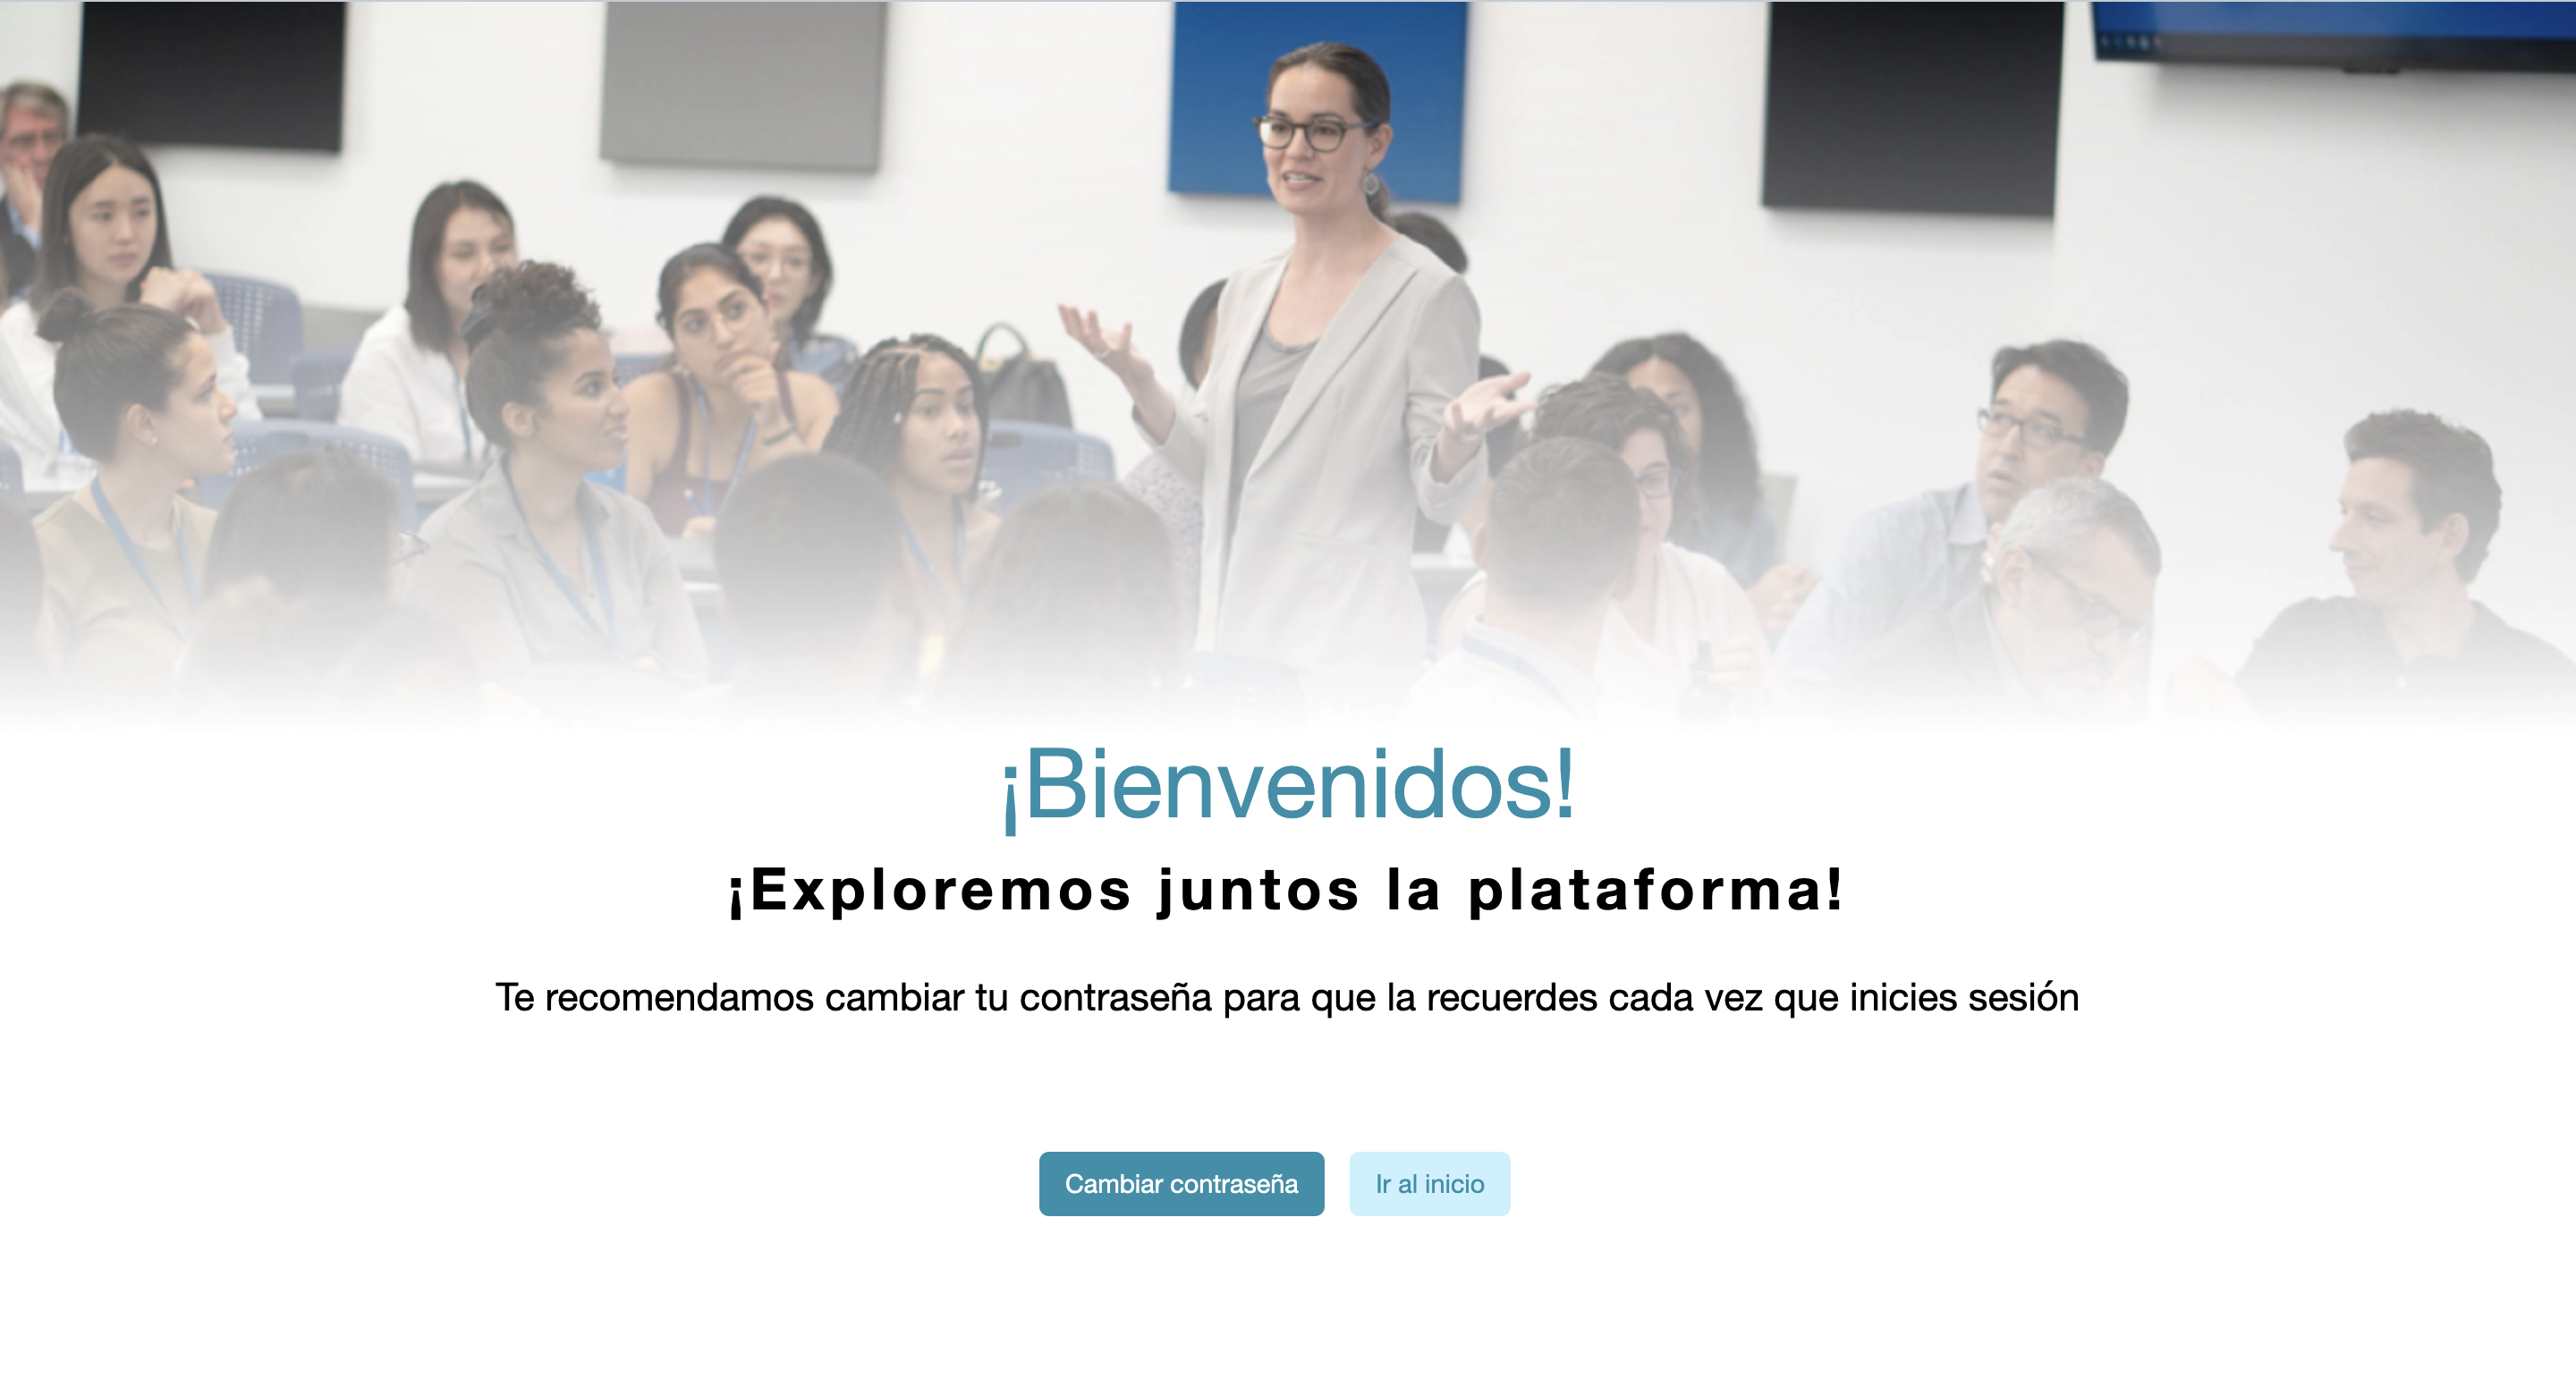 ¡Bienvenidos!
¡Exploremos juntos la plataforma!
Te recomendamos cambiar tu contraseña para que la recuerdes cada vez que inicies sesión
Cambiar contraseña
Ir al inicio